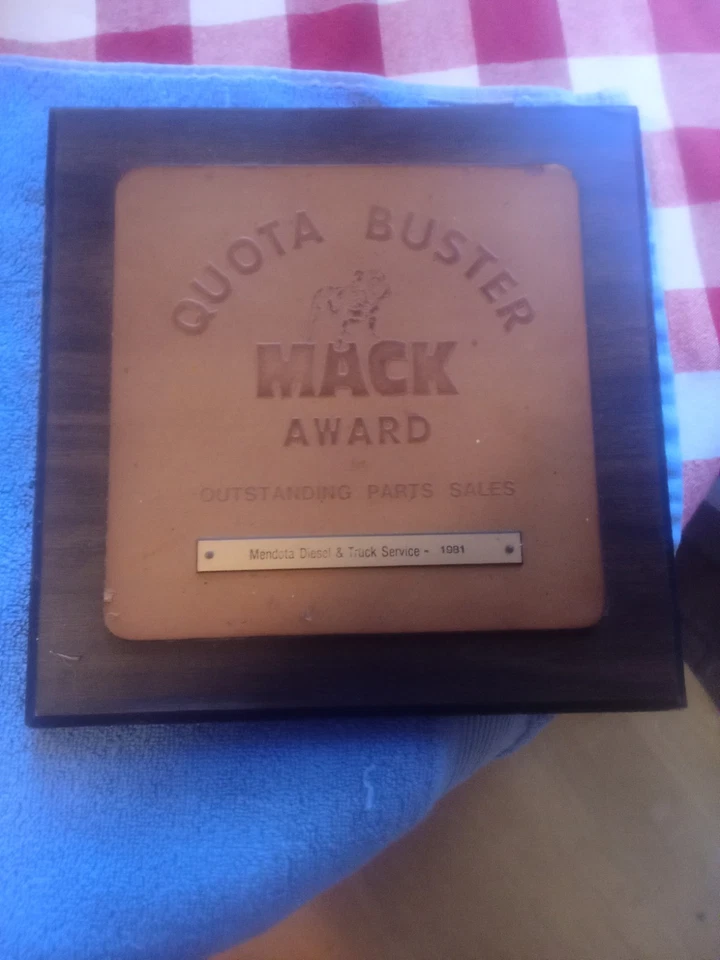 QUOTA BUSTER
MACK
AWARD
OUTSTANDING PARTS SALES
Mendota Diesel & Truck Service - 1981